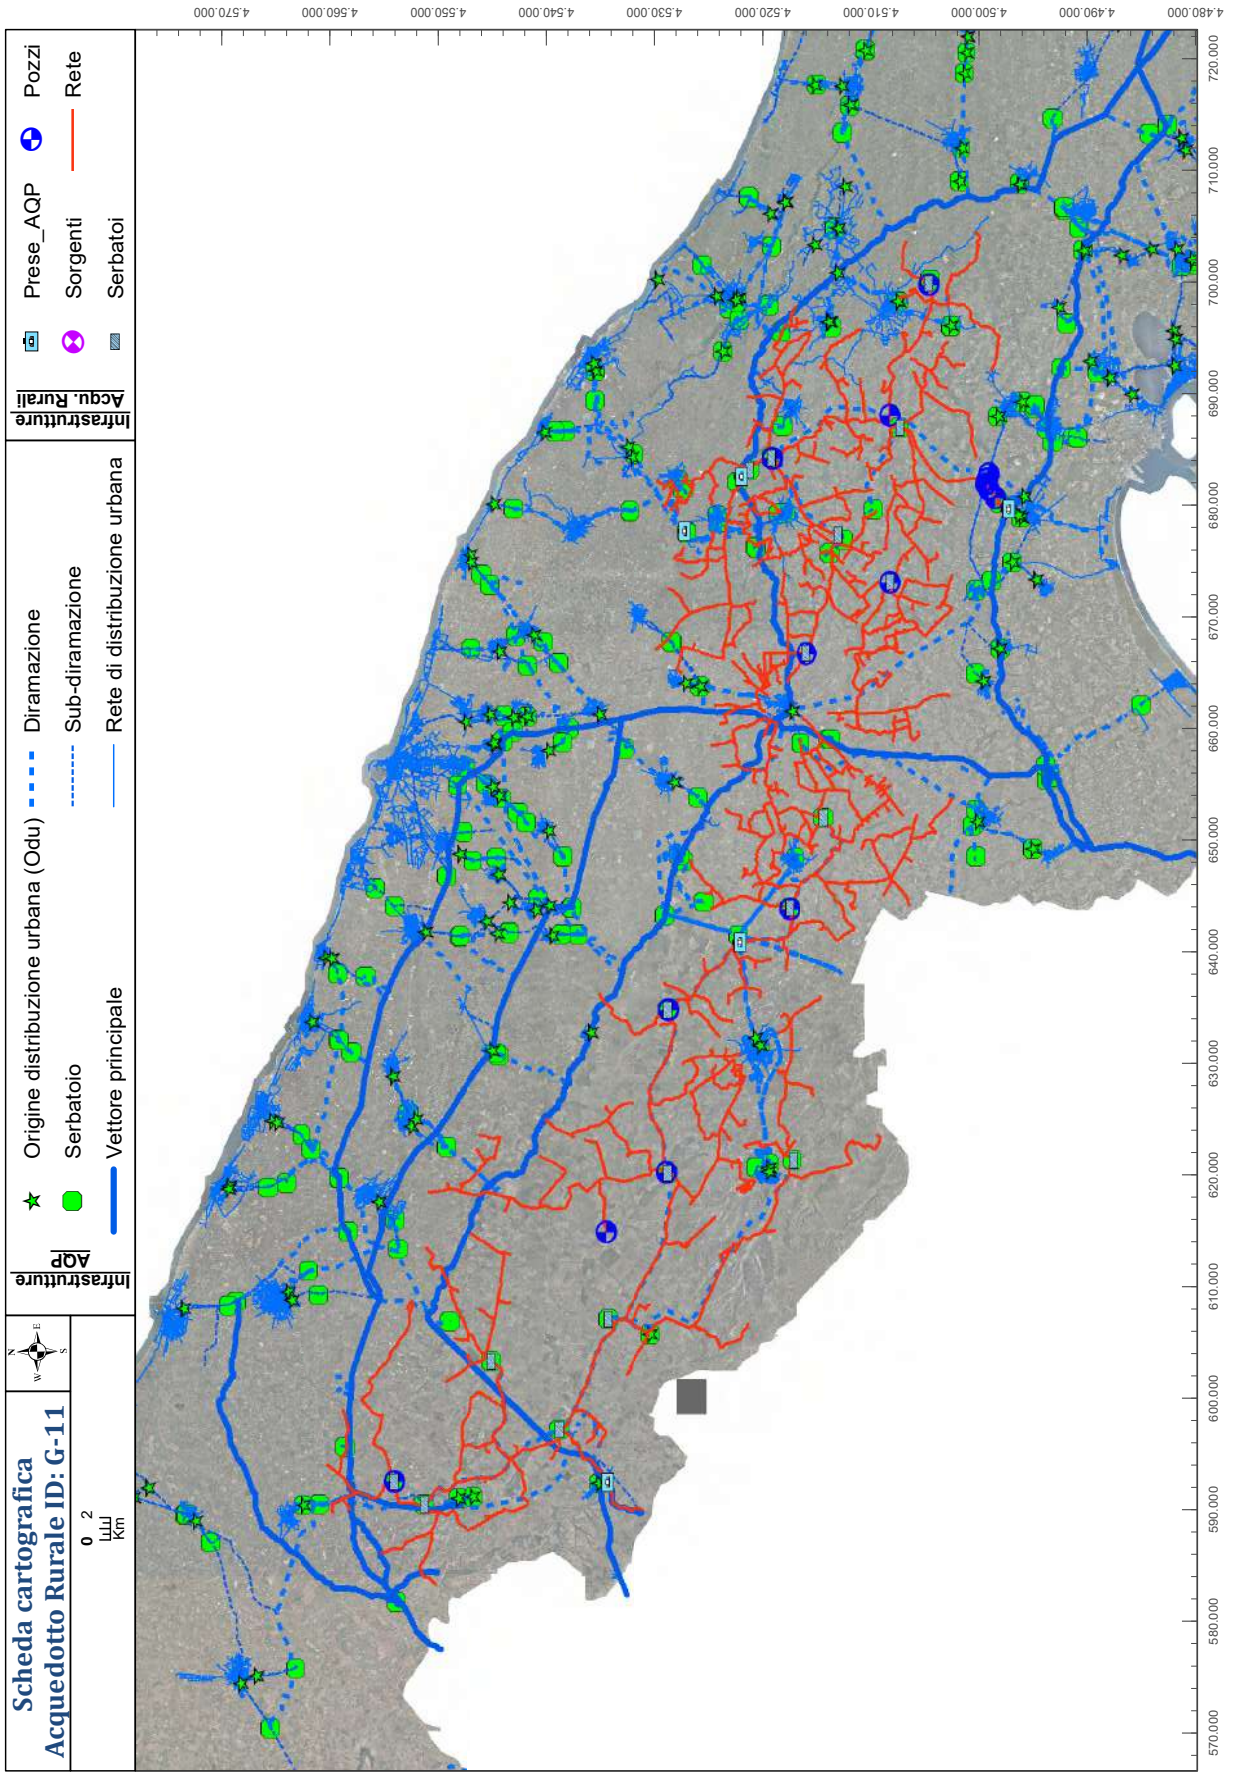 Scheda cartografica
Acquedotto Rurale ID: G-11
N
W
E
S
0 2
Km
Infrastrutture
AQP
Origine distribuzione urbana (Odu)
Serbatoio
Vettore principale
Diramazione
Sub-diramazione
Rete di distribuzione urbana
Infrastrutture
Acqu. Rurali
Prese_AQP
Sorgenti
Serbatoi
Pozzi
Rete
4.570.000
4.560.000
4.555.000
4.540.000
4.530.000
4.520.000
4.510.000
4.500.000
4.490.000
4.480.000
570.000
580.000
590.000
600.000
610.000
620.000
630.000
640.000
650.000
660.000
670.000
680.000
690.000
700.000
710.000
720.000